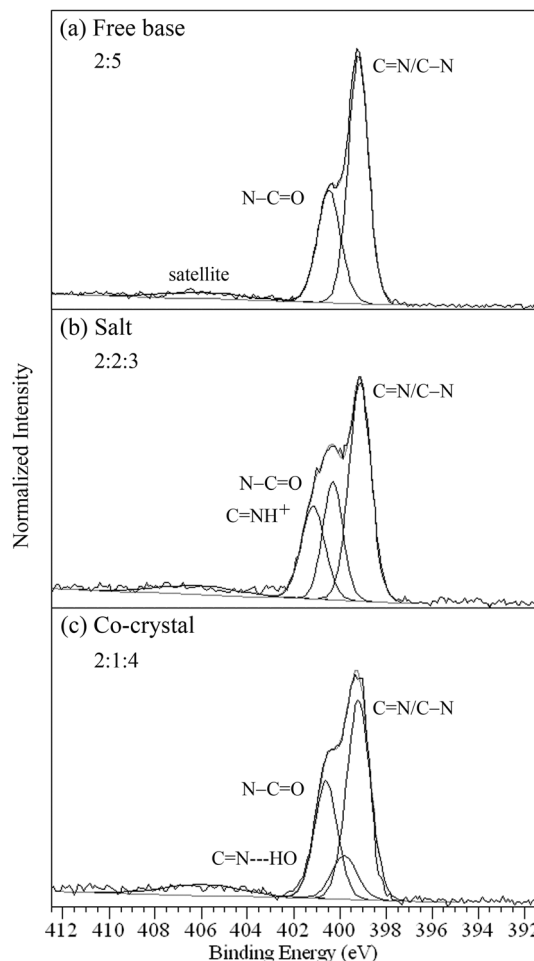 (a) Free base
2:5
C=N/C–N
N–C=O
satellite
(b) Salt
2:2:3
C=N/C–N
N–C=O
C=NH⁺
(c) Co-crystal
2:1:4
C=N/C–N
N–C=O
C=N---HO
Normalized Intensity
412 410 408 406 404 402 400 398 396 394 392
Binding Energy (eV)